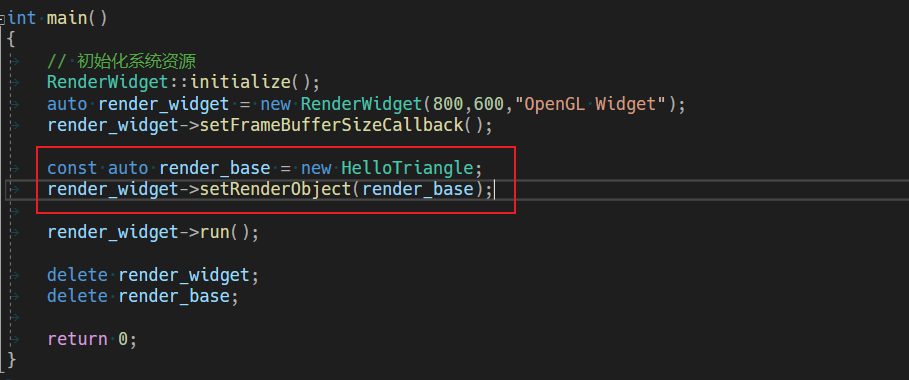 int main()
{
// 初始化系统资源
RenderWidget::initialize();
auto render_widget = new RenderWidget(800,600,"OpenGL Widget");
render_widget->setFrameBufferSizeCallback();
const auto render_base = new HelloTriangle;
render_widget->setRenderObject(render_base);
render_widget->run();
delete render_widget;
delete render_base;
return 0;
}